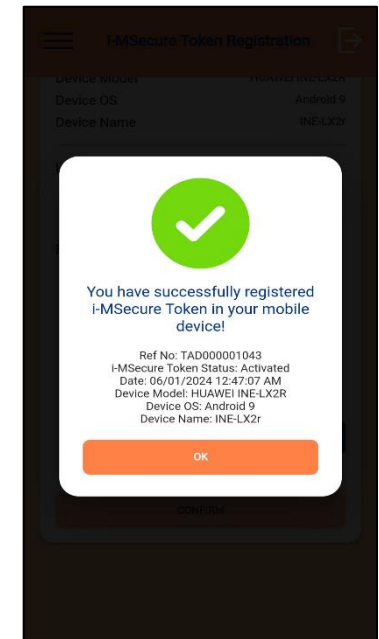 i-MSecure Token Registration
Device Model HUAWEI INE-LX2R
Device OS Android 9
Device Name INE-LX2r
You have successfully registered
i-MSecure Token in your mobile
device!
Ref No: TAD000001043
i-MSecure Token Status: Activated
Date: 06/01/2024 12:47:07 AM
Device Model: HUAWEI INE-LX2R
Device OS: Android 9
Device Name: INE-LX2r
OK
CONFIRM